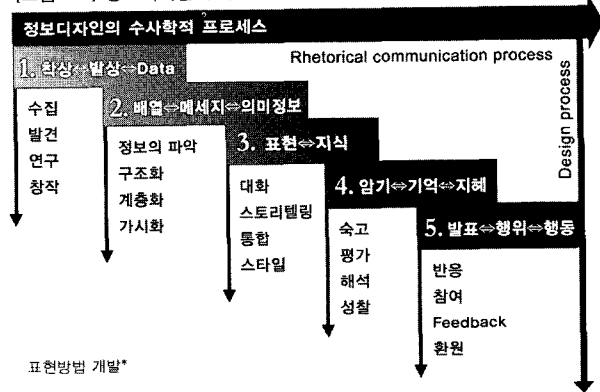 정보디자인의 수사학적 프로세스
Rhetorical communication process
Design process
1. 착상⇔발상⇔Data
수집
발견
연구
창작
2. 배열⇔메세지⇔의미정보
정보의 파악
구조화
계층화
가시화
3. 표현⇔지식
대화
스토리텔링
통합
스타일
4. 암기⇔기억⇔지혜
숙고
평가
해석
성찰
5. 발표⇔행위⇔행동
반응
참여
Feedback
환원
표현방법 개발*